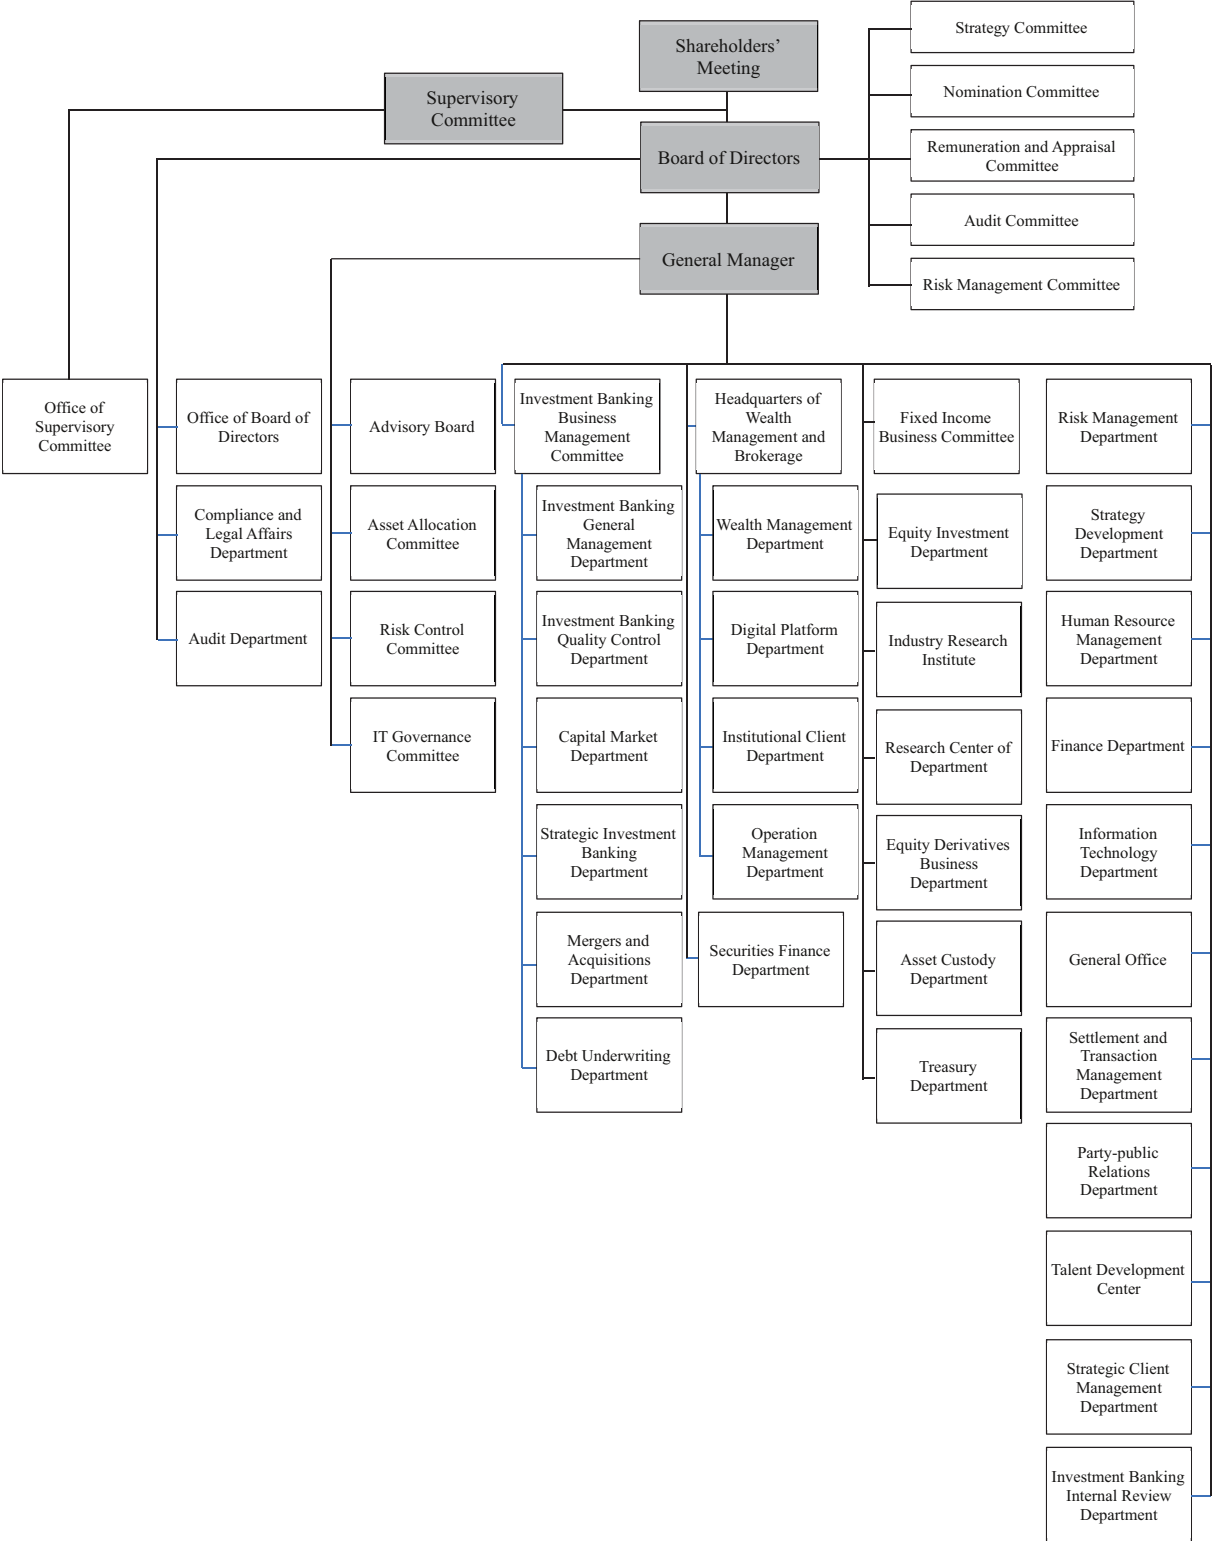 Shareholders’
Meeting
Supervisory
Committee
Board of Directors
General Manager
Strategy Committee
Nomination Committee
Remuneration and Appraisal
Committee
Audit Committee
Risk Management Committee
Office of
Supervisory
Committee
Office of Board of
Directors
Compliance and
Legal Affairs
Department
Audit Department
Advisory Board
Asset Allocation
Committee
Risk Control
Committee
IT Governance
Committee
Investment Banking
Business
Management
Committee
Investment Banking
General
Management
Department
Investment Banking
Quality Control
Department
Capital Market
Department
Strategic Investment
Banking
Department
Mergers and
Acquisitions
Department
Debt Underwriting
Department
Headquarters of
Wealth
Management and
Brokerage
Wealth Management
Department
Digital Platform
Department
Institutional Client
Department
Operation
Management
Department
Securities Finance
Department
Fixed Income
Business Committee
Equity Investment
Department
Industry Research
Institute
Research Center of
Department
Equity Derivatives
Business
Department
Asset Custody
Department
Treasury
Department
Risk Management
Department
Strategy
Development
Department
Human Resource
Management
Department
Finance Department
Information
Technology
Department
General Office
Settlement and
Transaction
Management
Department
Party-public
Relations
Department
Talent Development
Center
Strategic Client
Management
Department
Investment Banking
Internal Review
Department